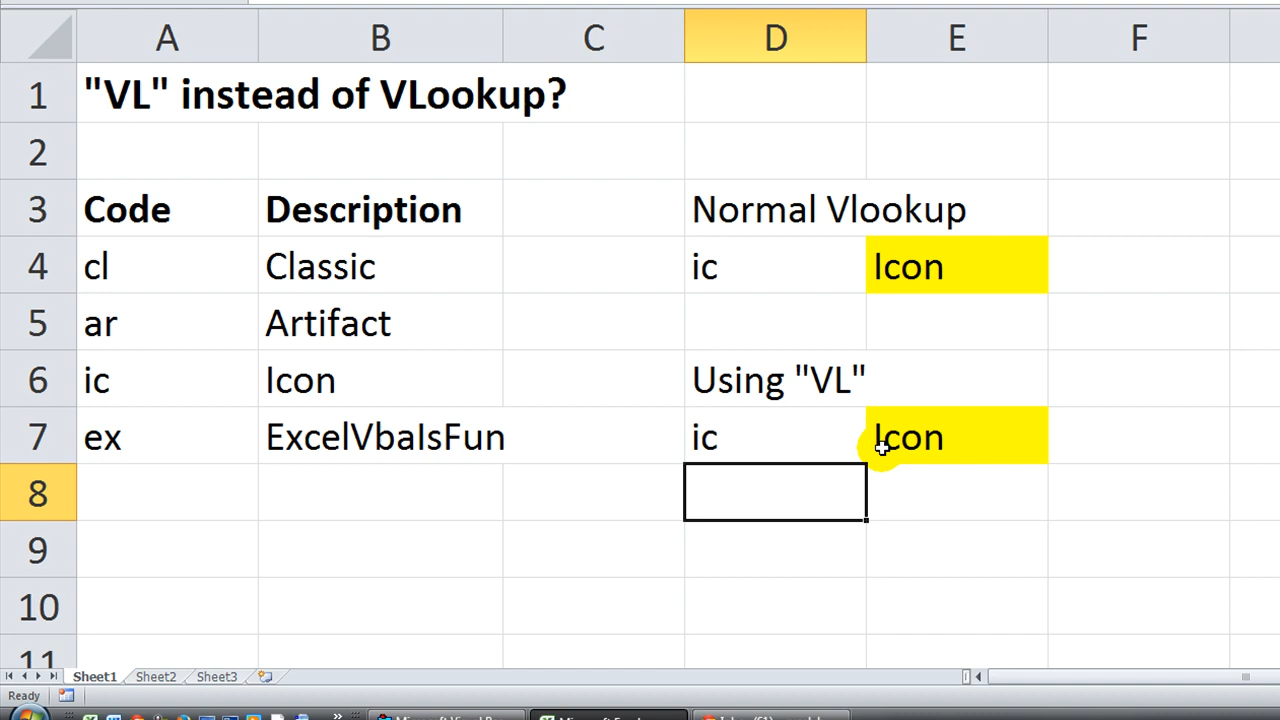 A B C D E F
1 "VL" instead of VLookup?
2
3 Code Description Normal Vlookup
4 cl Classic ic Icon
5 ar Artifact
6 ic Icon Using "VL"
7 ex ExcelVbaIsFun ic Icon
8
9
10
11
Sheet1 Sheet2 Sheet3
Ready